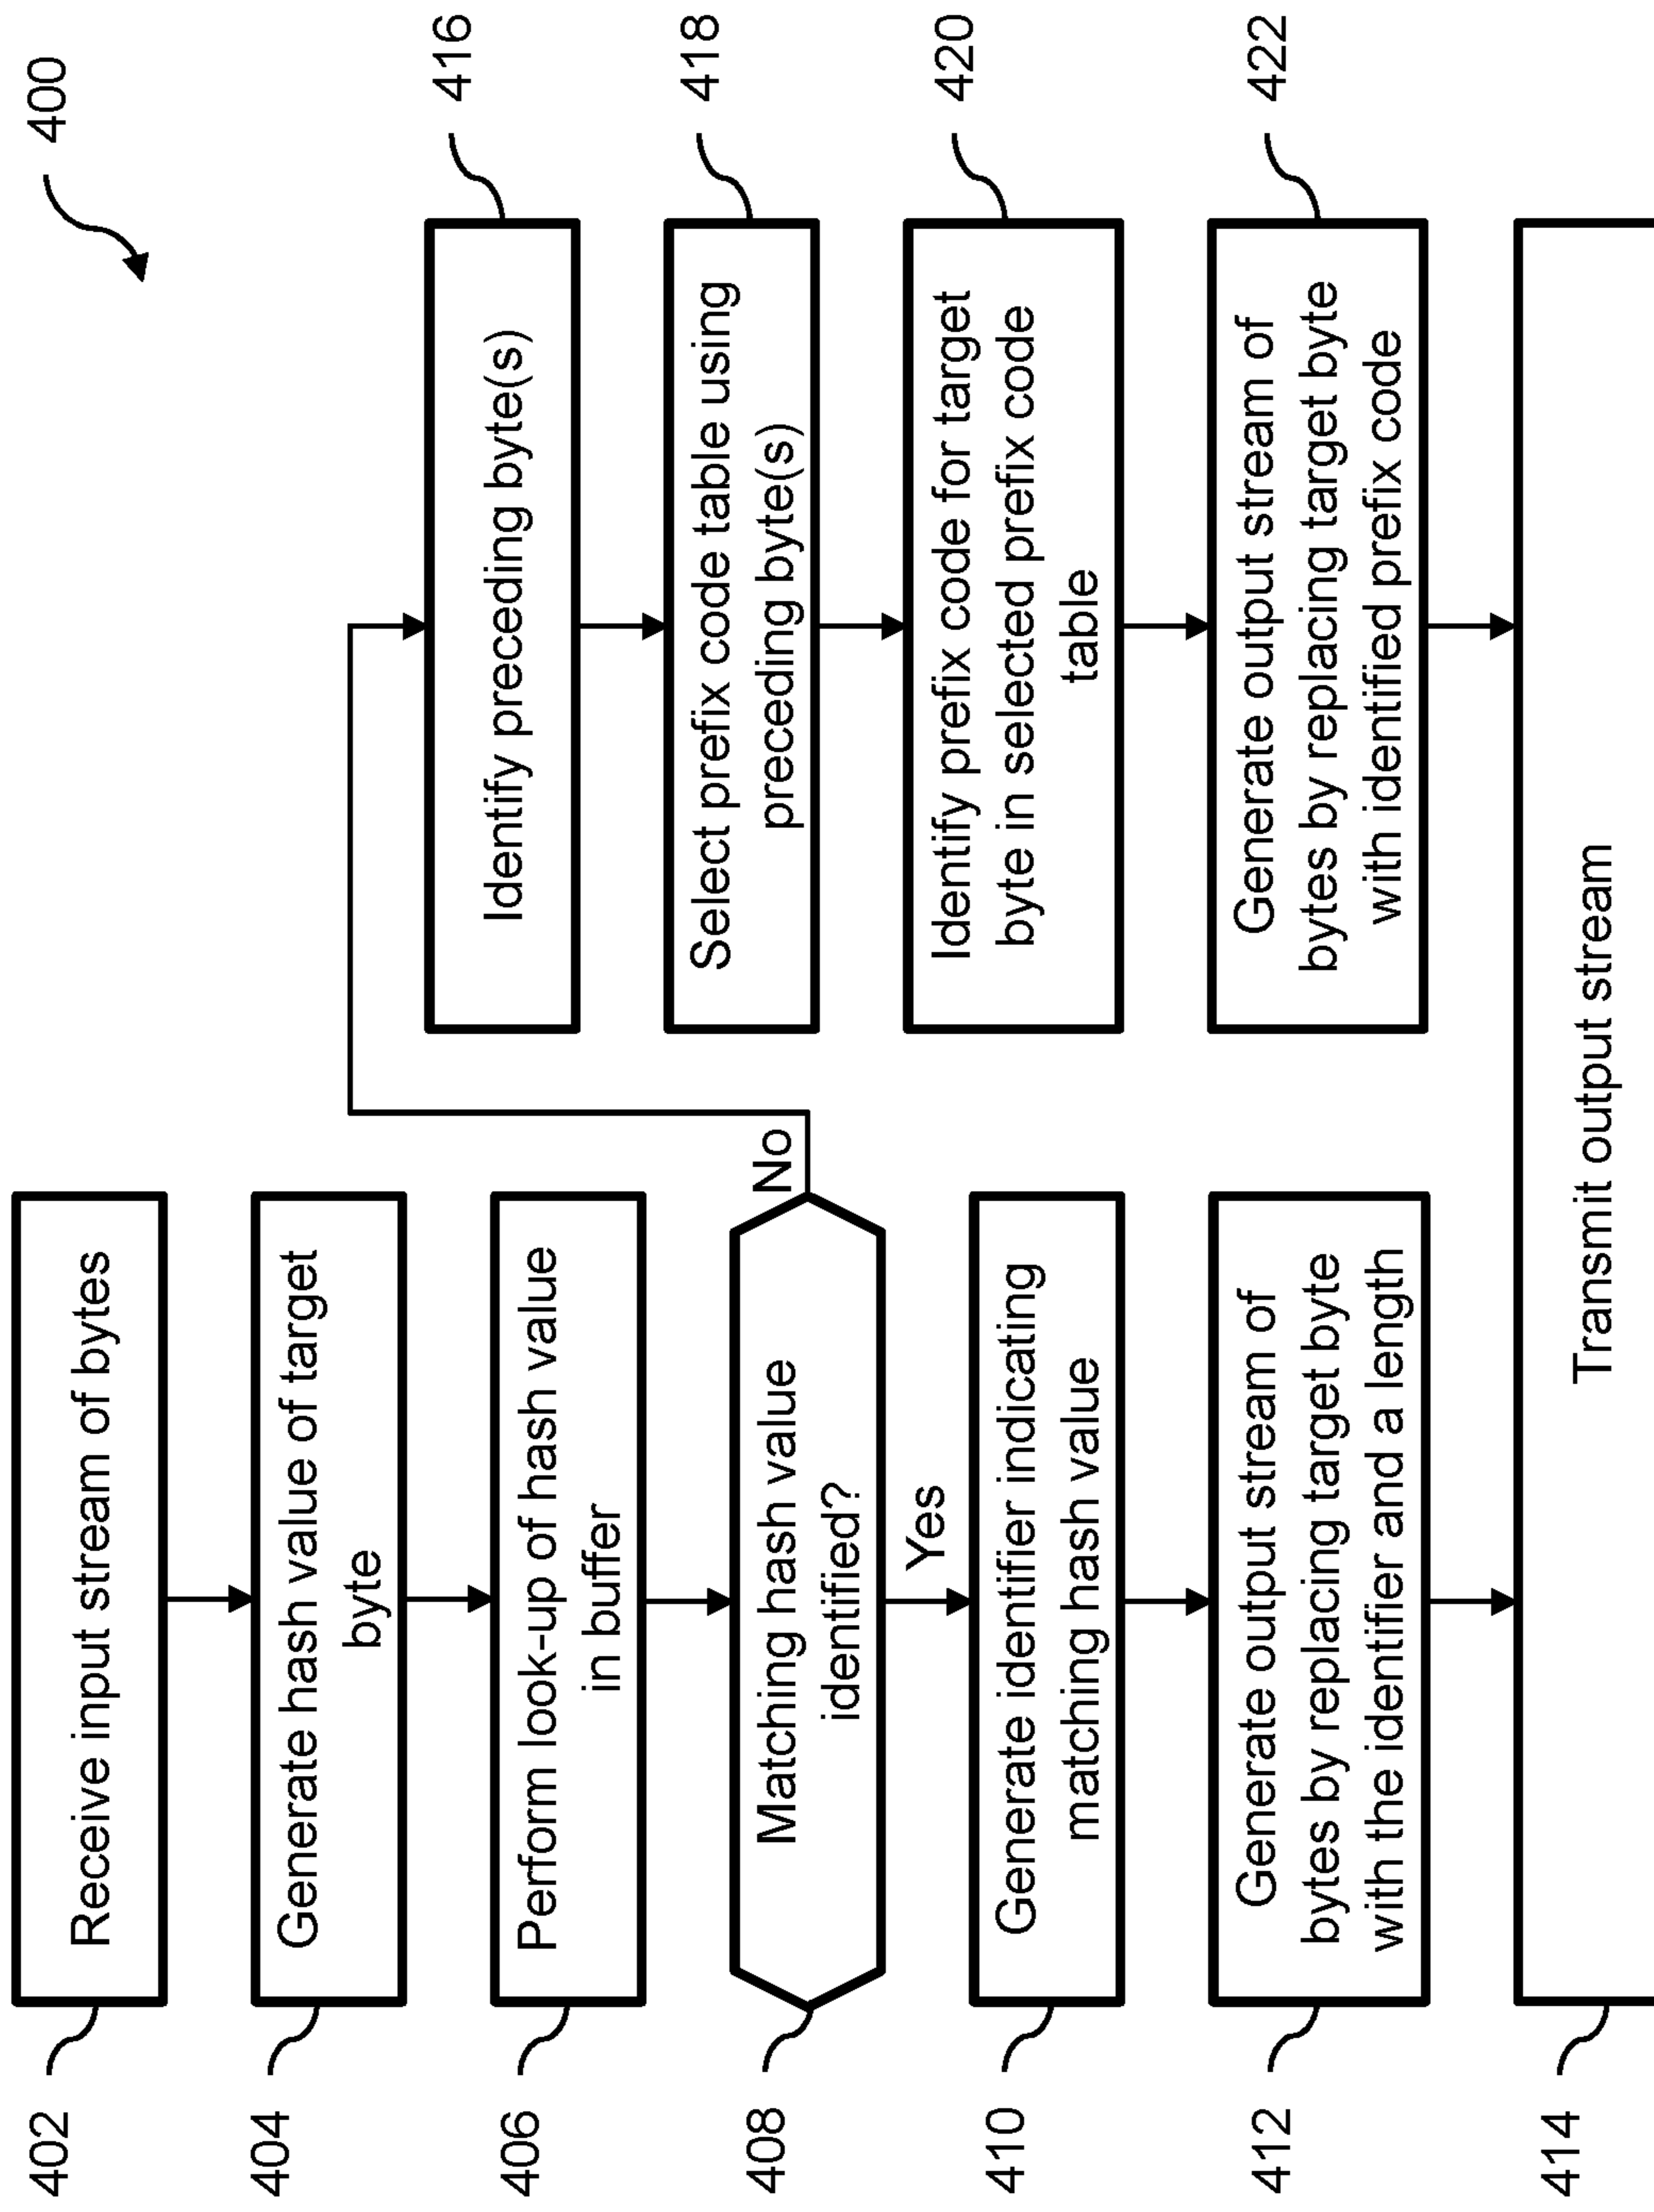 400
402
Receive input stream of bytes
404
Generate hash value of target
byte
406
Perform look-up of hash value
in buffer
408
Matching hash value
identified?
No
Yes
410
Generate identifier indicating
matching hash value
412
Generate output stream of
bytes by replacing target byte
with the identifier and a length
416
Identify preceding byte(s)
418
Select prefix code table using
preceding byte(s)
420
Identify prefix code for target
byte in selected prefix code
table
422
Generate output stream of
bytes by replacing target byte
with identified prefix code
414
Transmit output stream